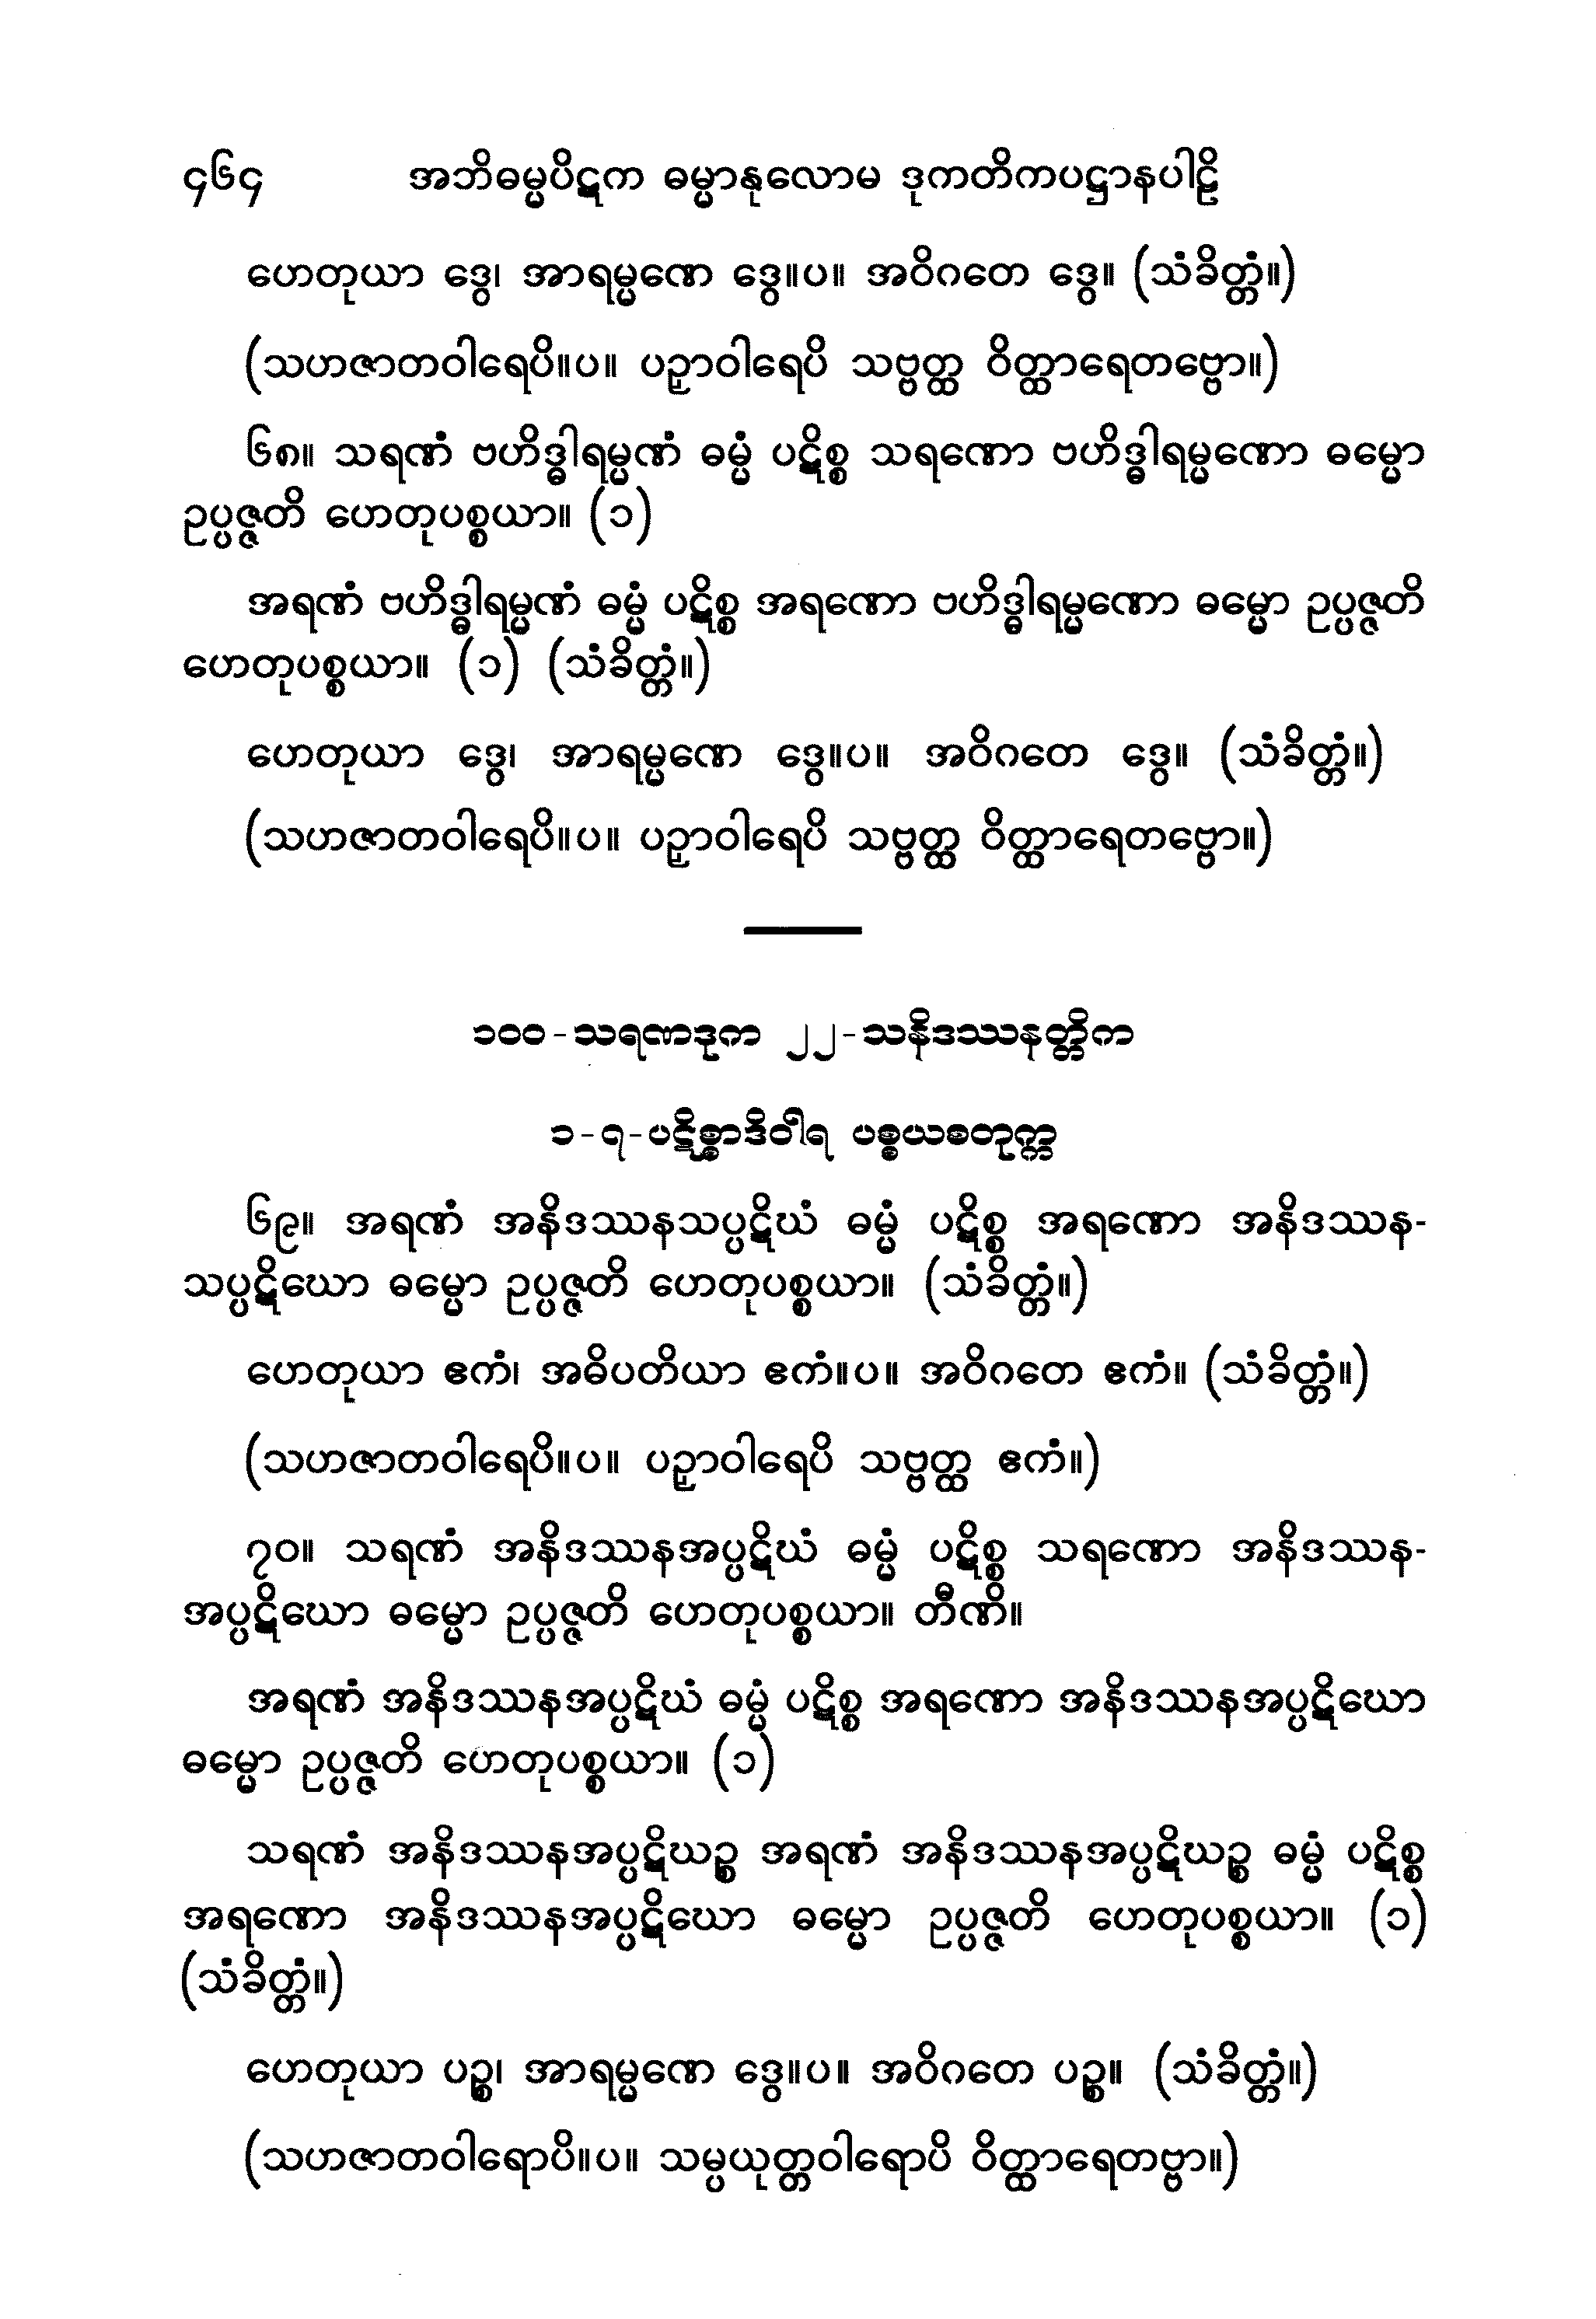 ၄၆၄ အဘိဓမ္မပိဋက ဓမ္မာနုလောမ ဒုကတိကပဋ္ဌာနပါဠိ
ဟေတုယာ ဒွေ၊ အာရမ္မဏေ ဒွေ။ပ။ အဝိဂတေ ဒွေ။ (သံခိတ္တံ။)
(သဟဇာတဝါရေပိ။ပ။ ပဉှာဝါရေပိ သဗ္ဗတ္ထ ဝိတ္ထာရေတဗ္ဗော။)
၆၈။ သရဏံ ဗဟိဒ္ဓါရမ္မဏံ ဓမ္မံ ပဋိစ္စ သရဏော ဗဟိဒ္ဓါရမ္မဏော ဓမ္မော
ဥပ္ပဇ္ဇတိ ဟေတုပစ္စယာ။ (၁)
အရဏံ ဗဟိဒ္ဓါရမ္မဏံ ဓမ္မံ ပဋိစ္စ အရဏော ဗဟိဒ္ဓါရမ္မဏော ဓမ္မော ဥပ္ပဇ္ဇတိ
ဟေတုပစ္စယာ။ (၁) (သံခိတ္တံ။)
ဟေတုယာ ဒွေ၊ အာရမ္မဏေ ဒွေ။ပ။ အဝိဂတေ ဒွေ။ (သံခိတ္တံ။)
(သဟဇာတဝါရေပိ။ပ။ ပဉှာဝါရေပိ သဗ္ဗတ္ထ ဝိတ္ထာရေတဗ္ဗော။)
၁၀၀-သရဏဒုက ၂၂-သနိဒဿနတ္တိက
၁-၇-ပဋိစ္စာဒိဝါရ ပစ္စယစတုက္က
၆၉။ အရဏံ အနိဒဿနသပ္ပဋိဃံ ဓမ္မံ ပဋိစ္စ အရဏော အနိဒဿန-
သပ္ပဋိဃော ဓမ္မော ဥပ္ပဇ္ဇတိ ဟေတုပစ္စယာ။ (သံခိတ္တံ။)
ဟေတုယာ ဧကံ၊ အဓိပတိယာ ဧကံ။ပ။ အဝိဂတေ ဧကံ။ (သံခိတ္တံ။)
(သဟဇာတဝါရေပိ။ပ။ ပဉှာဝါရေပိ သဗ္ဗတ္ထ ဧကံ။)
၇၀။ သရဏံ အနိဒဿနအပ္ပဋိဃံ ဓမ္မံ ပဋိစ္စ သရဏော အနိဒဿန-
အပ္ပဋိဃော ဓမ္မော ဥပ္ပဇ္ဇတိ ဟေတုပစ္စယာ။ တီဏိ။
အရဏံ အနိဒဿနအပ္ပဋိဃံ ဓမ္မံ ပဋိစ္စ အရဏော အနိဒဿနအပ္ပဋိဃော
ဓမ္မော ဥပ္ပဇ္ဇတိ ဟေတုပစ္စယာ။ (၁)
သရဏံ အနိဒဿနအပ္ပဋိဃဉ္စ အရဏံ အနိဒဿနအပ္ပဋိဃဉ္စ ဓမ္မံ ပဋိစ္စ
အရဏော အနိဒဿနအပ္ပဋိဃော ဓမ္မော ဥပ္ပဇ္ဇတိ ဟေတုပစ္စယာ။ (၁)
(သံခိတ္တံ။)
ဟေတုယာ ပဉ္စ၊ အာရမ္မဏေ ဒွေ။ပ။ အဝိဂတေ ပဉ္စ။ (သံခိတ္တံ။)
(သဟဇာတဝါရောပိ။ပ။ သမ္ပယုတ္တဝါရောပိ ဝိတ္ထာရေတဗ္ဗာ။)